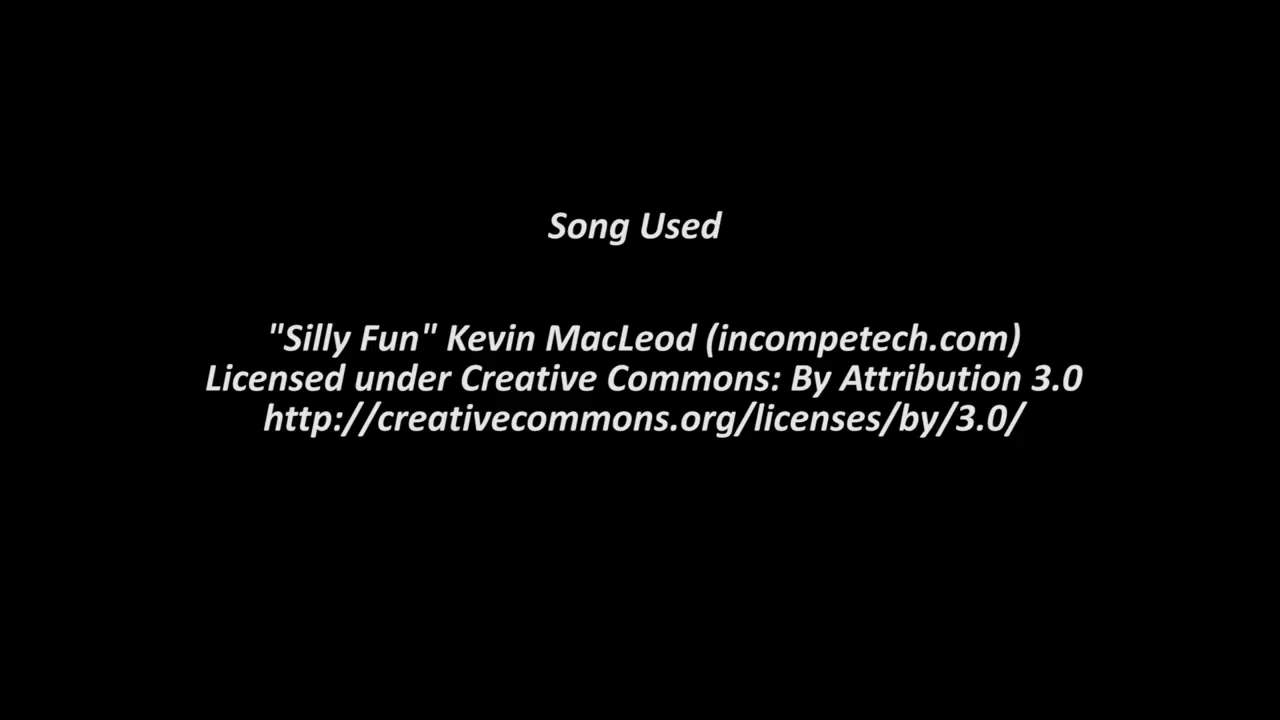 Song Used
"Silly Fun" Kevin MacLeod (incompetech.com)
Licensed under Creative Commons: By Attribution 3.0
http://creativecommons.org/licenses/by/3.0/